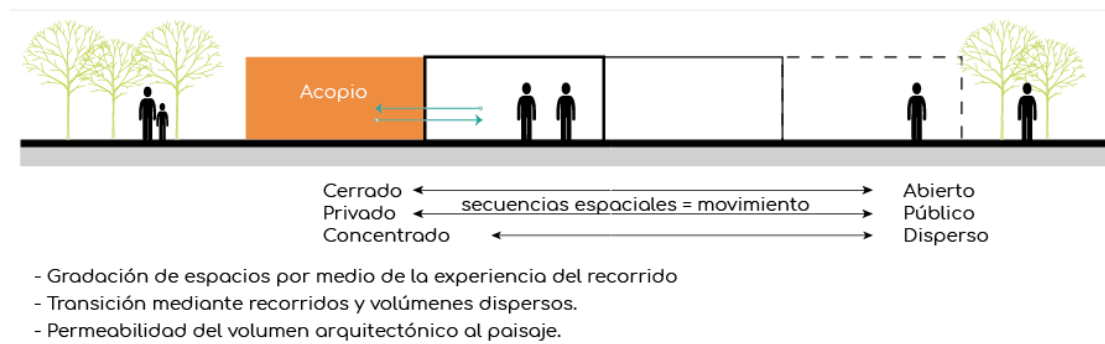 Acopio
Cerrado Abierto
secuencias espaciales = movimiento
Privado Público
Concentrado Disperso
- Gradación de espacios por medio de la experiencia del recorrido
- Transición mediante recorridos y volúmenes dispersos.
- Permeabilidad del volumen arquitectónico al paisaje.